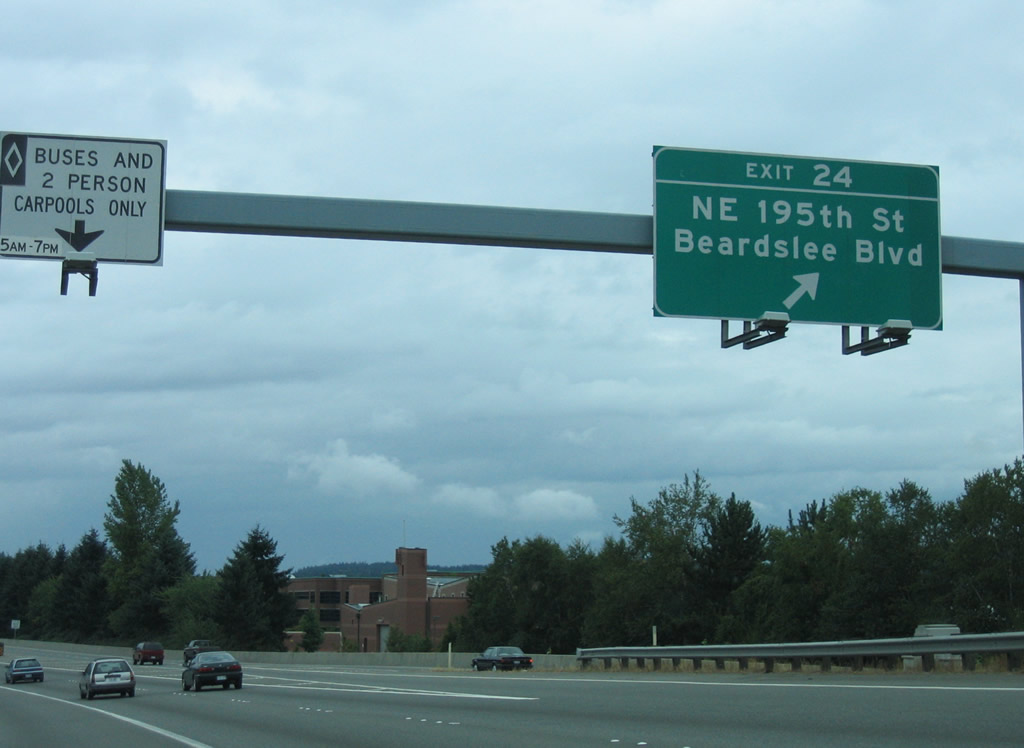 BUSES AND
2 PERSON
CARPOOLS ONLY
5AM-7PM
EXIT 24
NE 195th St
Beardslee Blvd